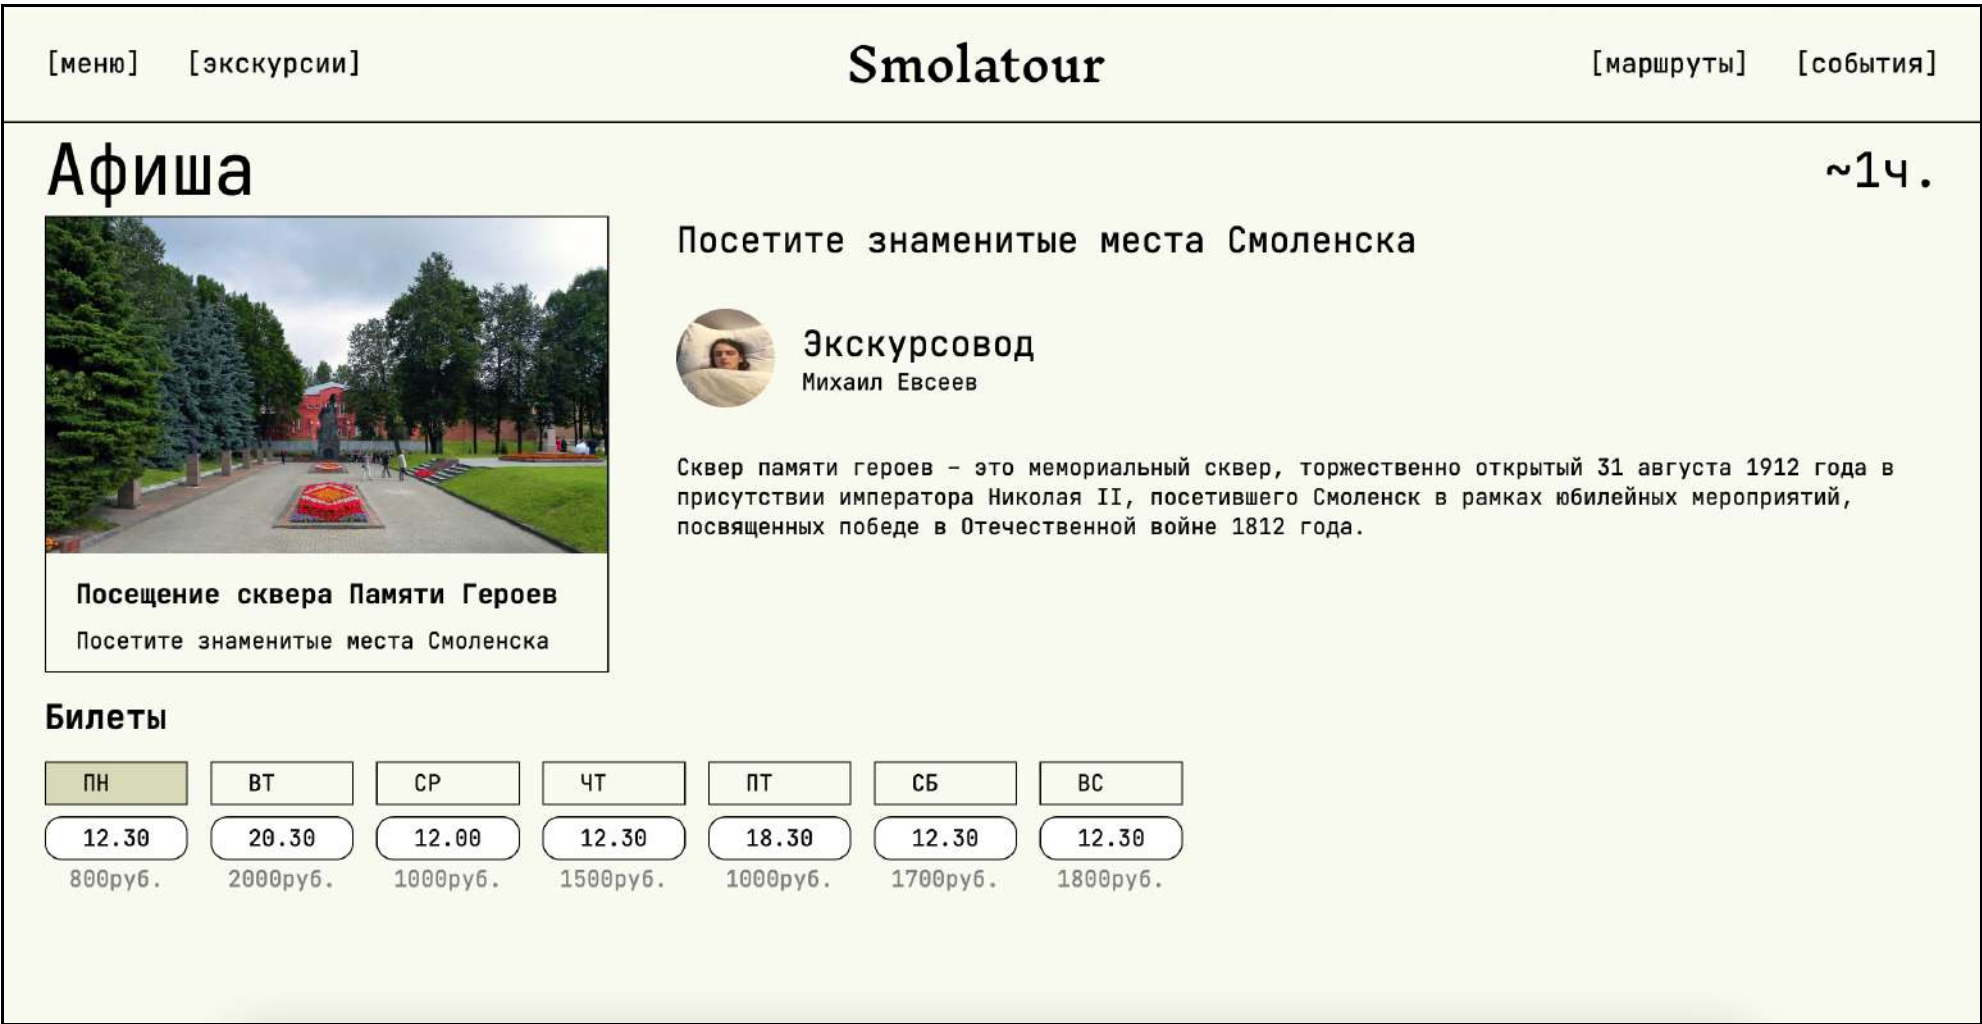 [меню] [экскурсии] Smolatour [маршруты] [события]
Афиша
~1ч.
Посетите знаменитые места Смоленска
Экскурсовод
Михаил Евсеев
Сквер памяти героев – это мемориальный сквер, торжественно открытый 31 августа 1912 года в
присутствии императора Николая II, посетившего Смоленск в рамках юбилейных мероприятий,
посвященных победе в Отечественной войне 1812 года.
Посещение сквера Памяти Героев
Посетите знаменитые места Смоленска
Билеты
ПН ВТ СР ЧТ ПТ СБ ВС
12.30 20.30 12.00 12.30 18.30 12.30 12.30
800руб. 2000руб. 1000руб. 1500руб. 1000руб. 1700руб. 1800руб.